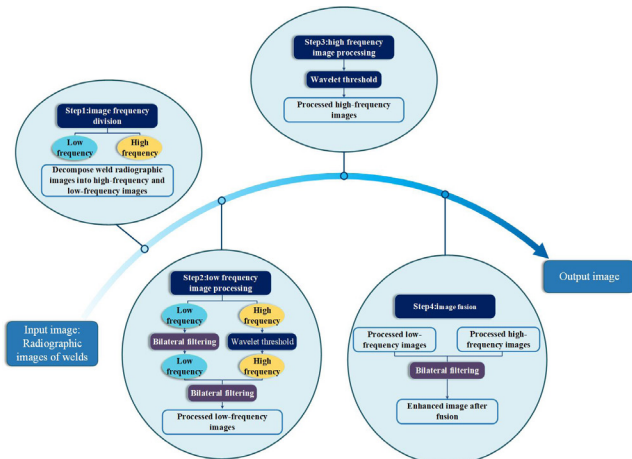 Input image:
Radiographic
images of welds
Step1:image frequency
division
Low
frequency
High
frequency
Decompose weld radiographic
images into high-frequency and
low-frequency images
Step2:low frequency
image processing
Low
frequency
High
frequency
Bilateral filtering
Wavelet threshold
Low
frequency
High
frequency
Bilateral filtering
Processed low-frequency
images
Step3:high frequency
image processing
Wavelet threshold
Processed high-frequency
images
Step4:image fusion
Processed low-
frequency images
Processed high-
frequency images
Bilateral filtering
Enhanced image after
fusion
Output image